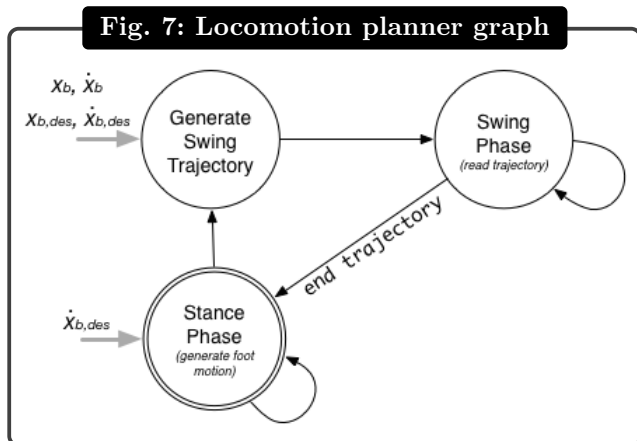 Fig. 7: Locomotion planner graph
xb, ẋb
xb,des, ẋb,des
Generate
Swing
Trajectory
Swing
Phase
(read trajectory)
end trajectory
ẋb,des
Stance
Phase
(generate foot
motion)